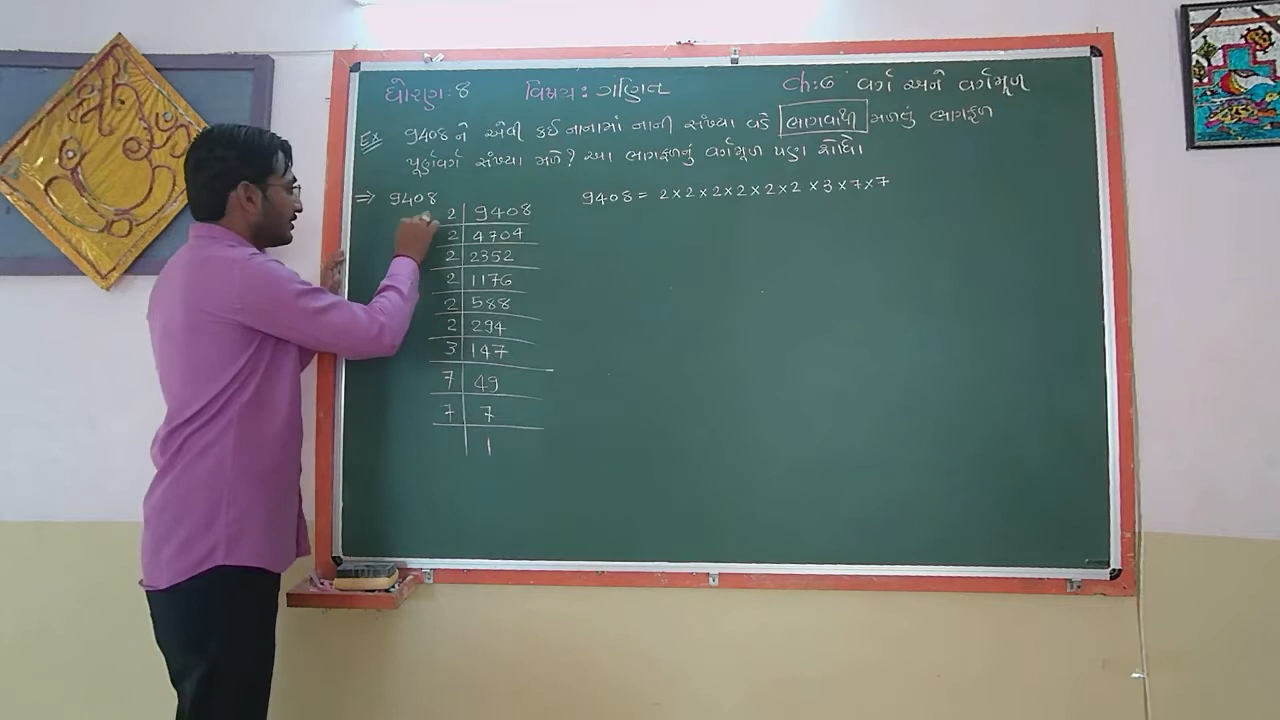 ધોરણ: 8 વિષય: ગણિત Ch: 6 વર્ગ અને વર્ગમૂળ
Ex 9408 ને એવી કઈ નાનામાં નાની સંખ્યા વડે ભાગવાથી મળતું ભાગફળ
પૂર્ણવર્ગ સંખ્યા મળે? આ ભાગફળનું વર્ગમૂળ પણ શોધો.
⇒ 9408
2 | 9408
2 | 4704
2 | 2352
2 | 1176
2 | 588
2 | 294
3 | 147
7 | 49
7 | 7
| 1
9408 = 2×2×2×2×2×2×3×7×7